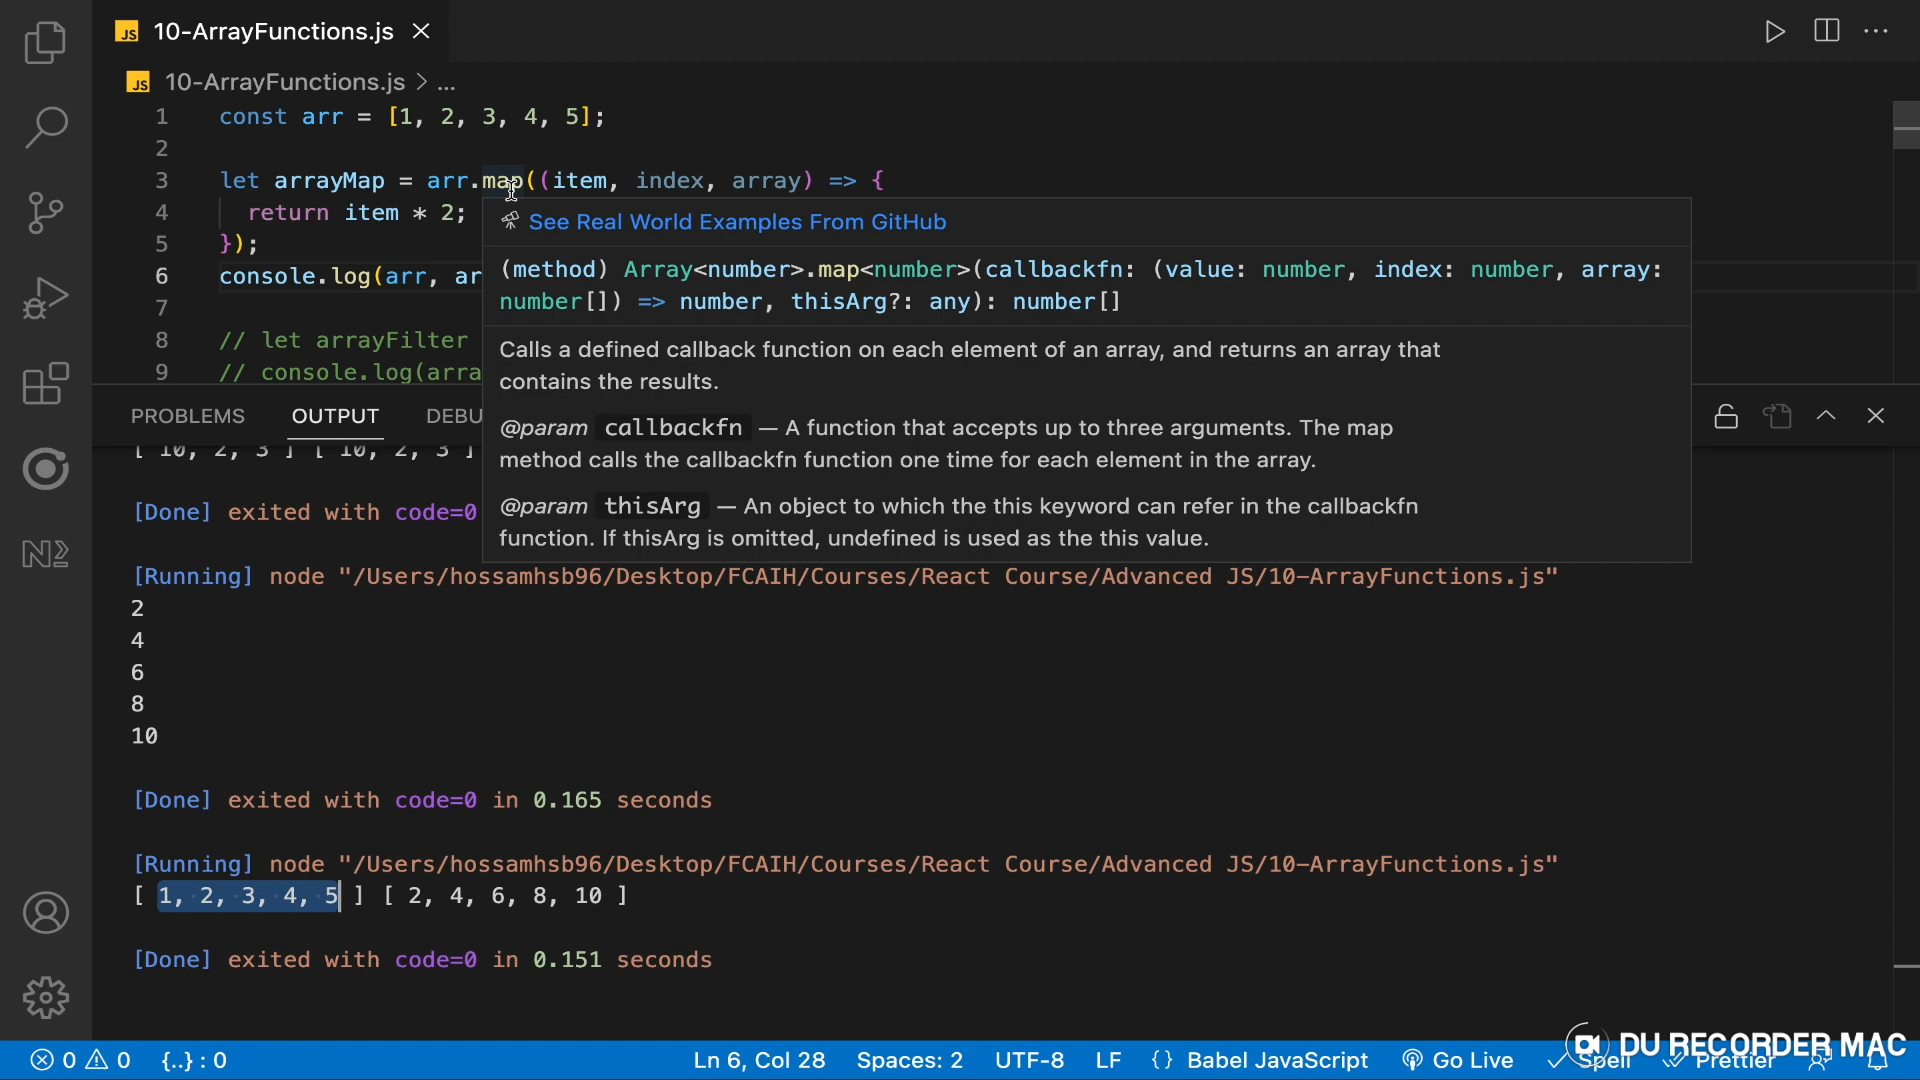 JS 10-ArrayFunctions.js
JS 10-ArrayFunctions.js > ...
1 const arr = [1, 2, 3, 4, 5];
2
3 let arrayMap = arr.map((item, index, array) => {
4 return item * 2;
5 });
6 console.log(arr, ar
7
8 // let arrayFilter
9 // console.log(arra
See Real World Examples From GitHub
(method) Array<number>.map<number>(callbackfn: (value: number, index: number, array:
number[]) => number, thisArg?: any): number[]
Calls a defined callback function on each element of an array, and returns an array that
contains the results.
@param callbackfn — A function that accepts up to three arguments. The map
method calls the callbackfn function one time for each element in the array.
@param thisArg — An object to which the this keyword can refer in the callbackfn
function. If thisArg is omitted, undefined is used as the this value.
PROBLEMS OUTPUT DEBU
[ 10, 2, 3 ] [ 10, 2, 3 ]
[Done] exited with code=0
[Running] node "/Users/hossamhsb96/Desktop/FCAIH/Courses/React Course/Advanced JS/10-ArrayFunctions.js"
2
4
6
8
10
[Done] exited with code=0 in 0.165 seconds
[Running] node "/Users/hossamhsb96/Desktop/FCAIH/Courses/React Course/Advanced JS/10-ArrayFunctions.js"
[ 1, 2, 3, 4, 5 ] [ 2, 4, 6, 8, 10 ]
[Done] exited with code=0 in 0.151 seconds
DU RECORDER MAC
0 0 {..} : 0 Ln 6, Col 28 Spaces: 2 UTF-8 LF {} Babel JavaScript Go Live Spell Prettier